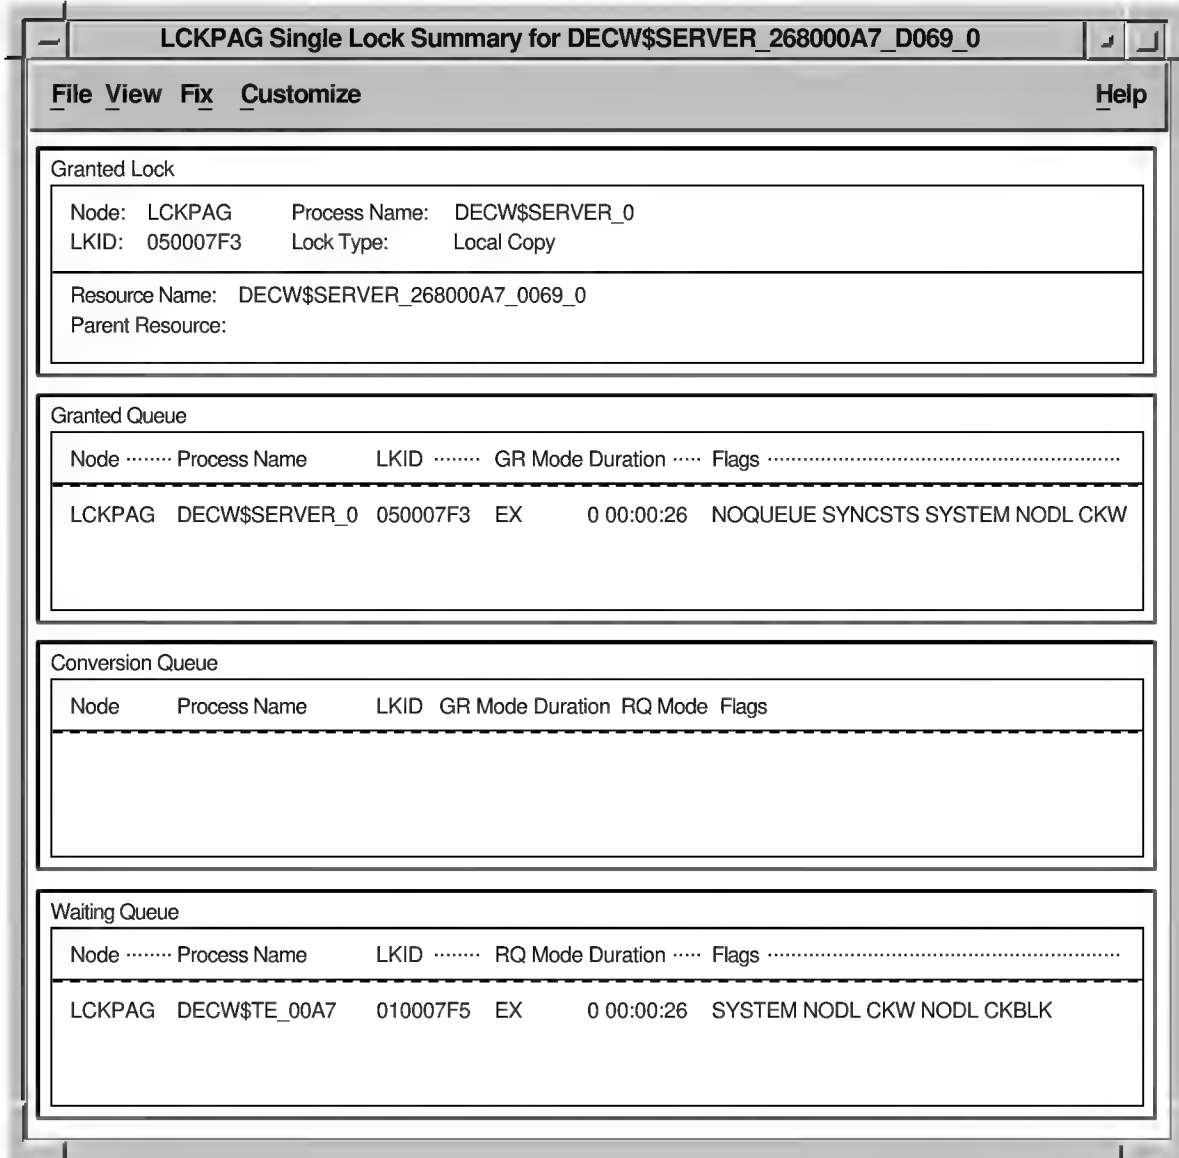 LCKPAG Single Lock Summary for DECW$SERVER_268000A7_D069_0
File View Fix Customize Help
Granted Lock
Node: LCKPAG Process Name: DECW$SERVER_0
LKID: 050007F3 Lock Type: Local Copy
Resource Name: DECW$SERVER_268000A7_0069_0
Parent Resource:
Granted Queue
Node ········ Process Name LKID ········ GR Mode Duration ····· Flags ······················································
LCKPAG DECW$SERVER_0 050007F3 EX 0 00:00:26 NOQUEUE SYNCSTS SYSTEM NODL CKW
Conversion Queue
Node Process Name LKID GR Mode Duration RQ Mode Flags
Waiting Queue
Node ········ Process Name LKID ········ RQ Mode Duration ····· Flags ······················································
LCKPAG DECW$TE_00A7 010007F5 EX 0 00:00:26 SYSTEM NODL CKW NODL CKBLK